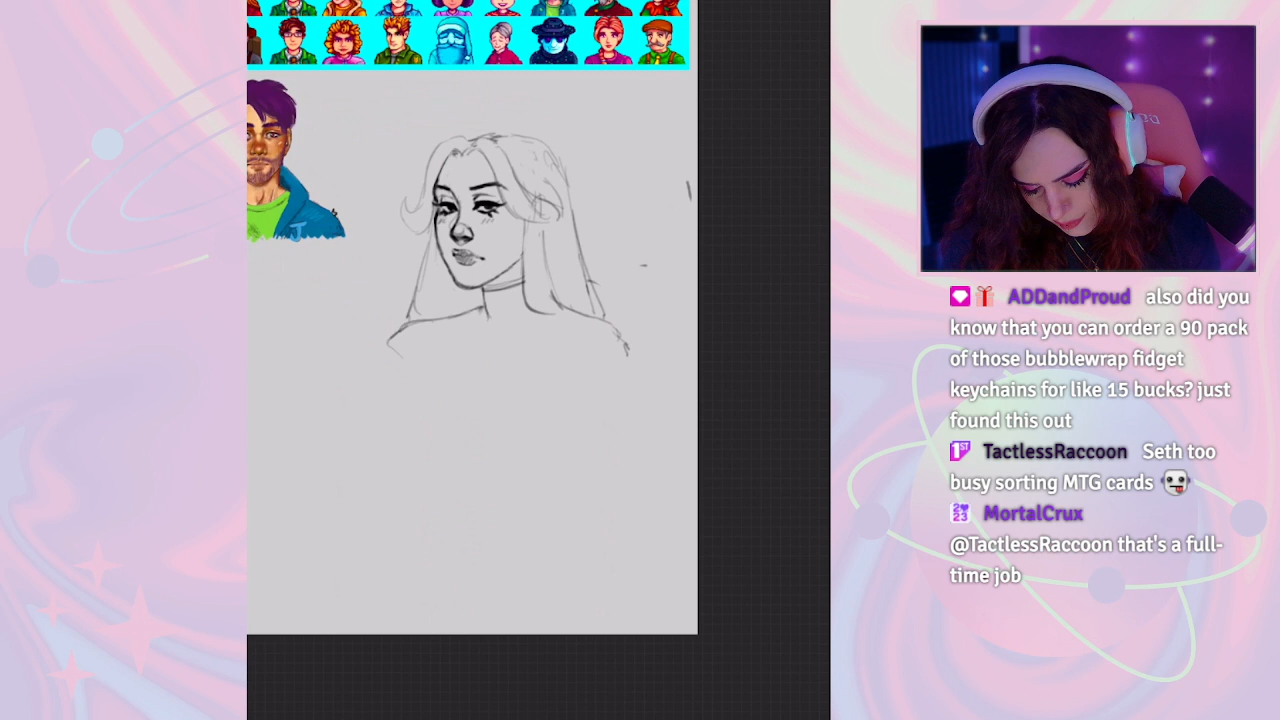 ADDandProud also did you
know that you can order a 90 pack
of those bubblewrap fidget
keychains for like 15 bucks? just
found this out
1ST TactlessRaccoon Seth too
busy sorting MTG cards
MortalCrux
@TactlessRaccoon that's a full-
time job